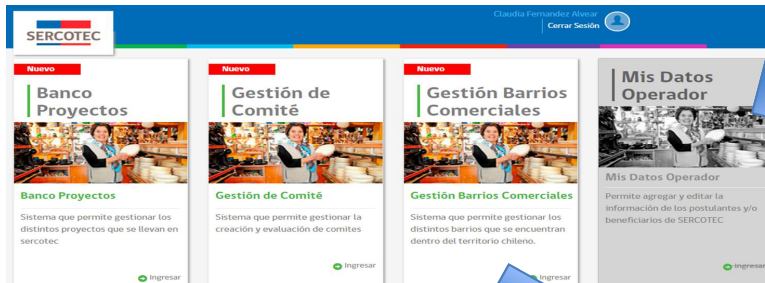 SERCOTEC
Claudia Fernandez Alvear
Cerrar Sesión
Nuevo
Banco
Proyectos
Banco Proyectos
Sistema que permite gestionar los
distintos proyectos que se llevan en
sercotec
Ingresar
Nuevo
Gestión de
Comité
Gestión de Comité
Sistema que permite gestionar la
creación y evaluación de comites
Ingresar
Nuevo
Gestión Barrios
Comerciales
Gestión Barrios Comerciales
Sistema que permite gestionar los
distintos barrios que se encuentran
dentro del territorio chileno.
Ingresar
Mis Datos
Operador
Mis Datos Operador
Permite agregar y editar la
información de los postulantes y/o
beneficiarios de SERCOTEC
Ingresar